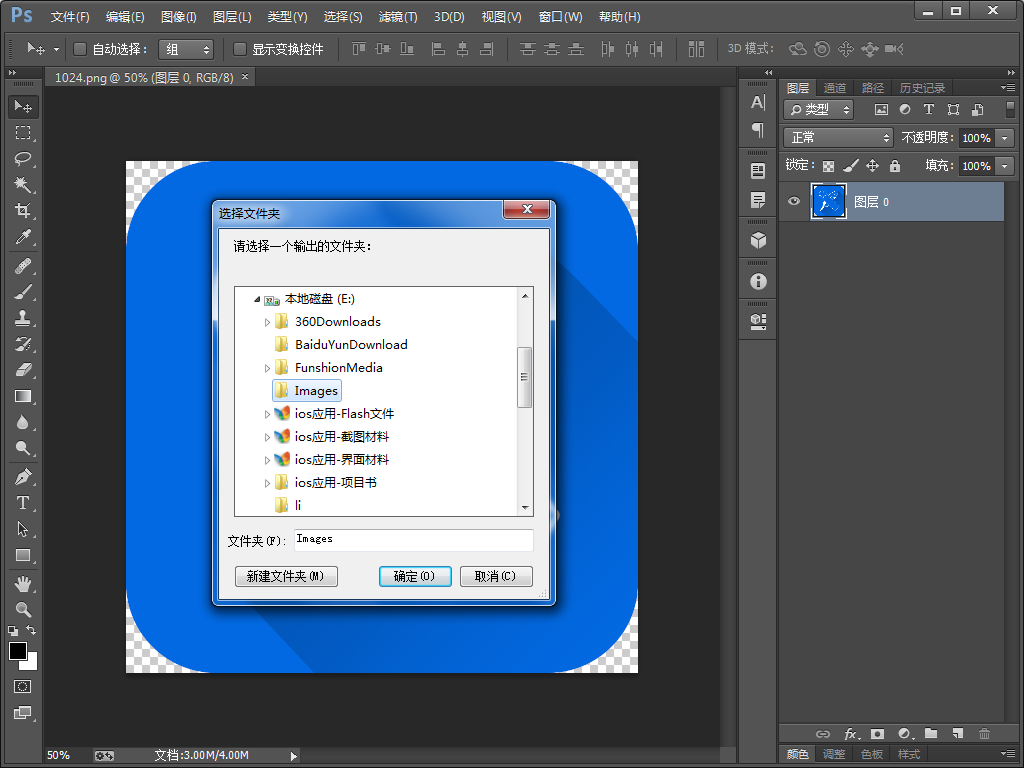 Ps 文件(F) 编辑(E) 图像(I) 图层(L) 类型(Y) 选择(S) 滤镜(T) 3D(D) 视图(V) 窗口(W) 帮助(H)
自动选择： 组 显示变换控件 3D 模式：
1024.png @ 50% (图层 0, RGB/8) ×
图层 通道 路径 历史记录
类型
正常 不透明度： 100%
锁定： 填充： 100%
图层 0
选择文件夹
请选择一个输出的文件夹：
本地磁盘 (E:)
360Downloads
BaiduYunDownload
FunshionMedia
Images
ios应用-Flash文件
ios应用-截图材料
ios应用-界面材料
ios应用-项目书
li
文件夹(F)： Images
新建文件夹(M) 确定(O) 取消(C)
50% 文档:3.00M/4.00M
fx
颜色 调整 色板 样式